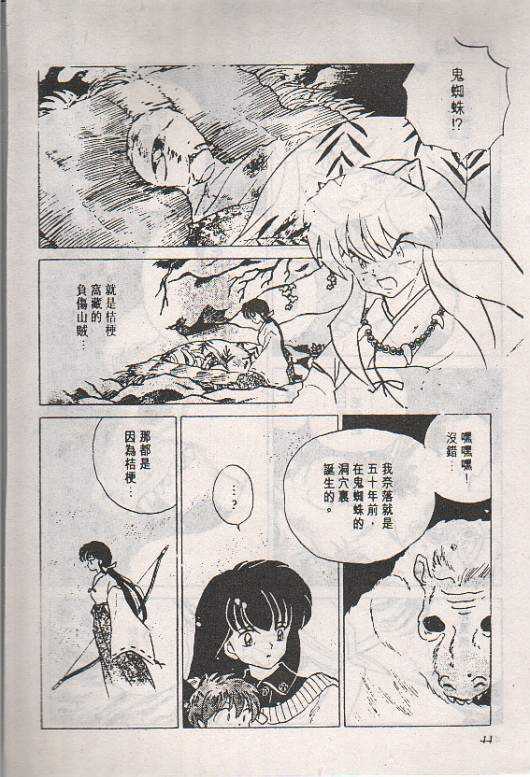 鬼蜘蛛!?
就是桔梗
窩藏的
負傷山賊…
嘿嘿嘿!
沒錯…
我奈落就是
五十年前,
在鬼蜘蛛的
洞穴裏
誕生的。
…?
那都是
因為桔梗…
44